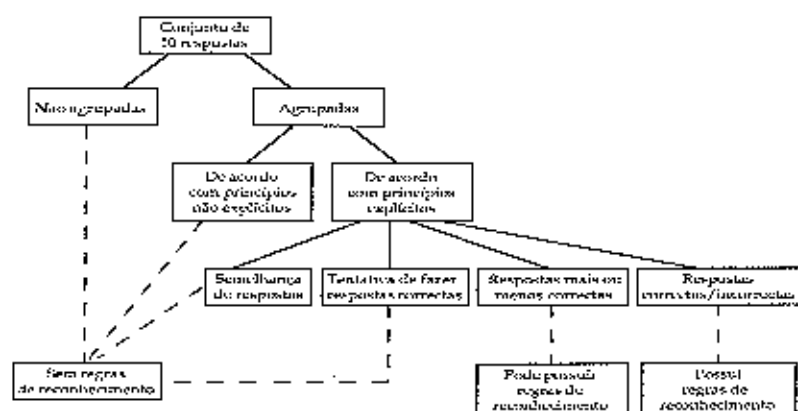 Conjunto de
50 respostas
Não agrupadas
Agrupadas
De acordo
com princípios
não explícitos
De acordo
com princípios
explícitos
Semelhança
de respostas
Tentativa de fazer
respostas correctas
Respostas mais ou
menos correctas
Respostas
correctas/incorrectas
Sem regras
de reconhecimento
Pode possuir
regras de
reconhecimento
Possui
regras de
reconhecimento